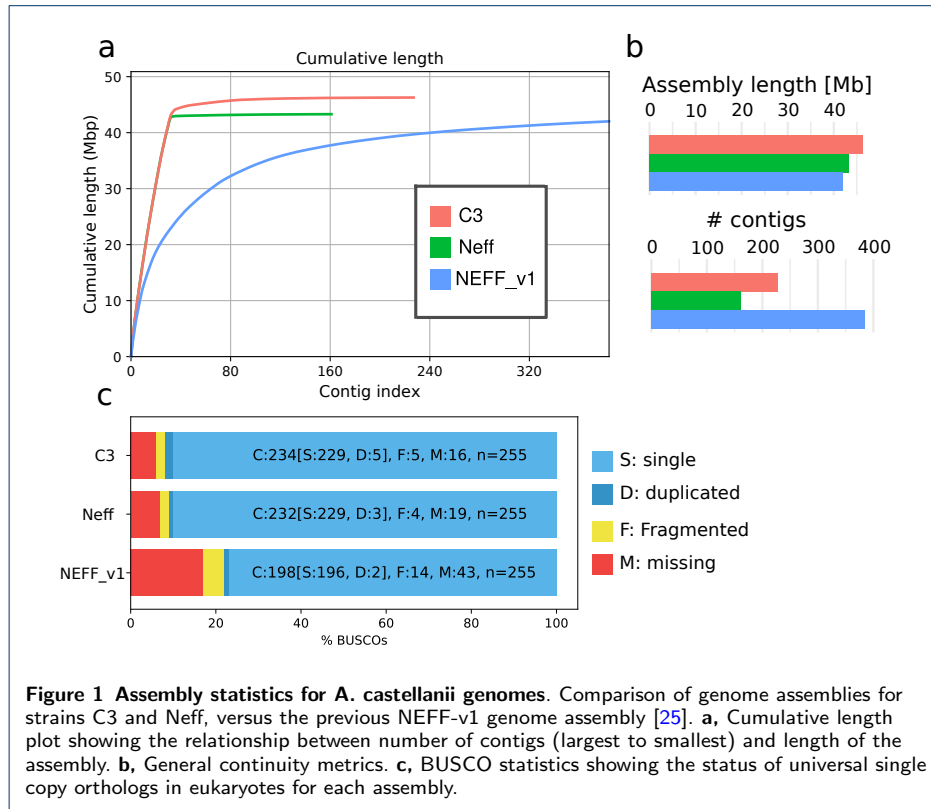 a
Cumulative length
50
40
30
20
10
0
Cumulative length (Mbp)
0
80
160
240
320
Contig index
C3
Neff
NEFF_v1
b
Assembly length [Mb]
0 10 20 30 40
# contigs
0 100 200 300 400
c
C3
C:234[S:229, D:5], F:5, M:16, n=255
Neff
C:232[S:229, D:3], F:4, M:19, n=255
NEFF_v1
C:198[S:196, D:2], F:14, M:43, n=255
0 20 40 60 80 100
% BUSCOs
S: single
D: duplicated
F: Fragmented
M: missing
Figure 1 Assembly statistics for A. castellanii genomes. Comparison of genome assemblies for
strains C3 and Neff, versus the previous NEFF-v1 genome assembly [25]. a, Cumulative length
plot showing the relationship between number of contigs (largest to smallest) and length of the
assembly. b, General continuity metrics. c, BUSCO statistics showing the status of universal single
copy orthologs in eukaryotes for each assembly.